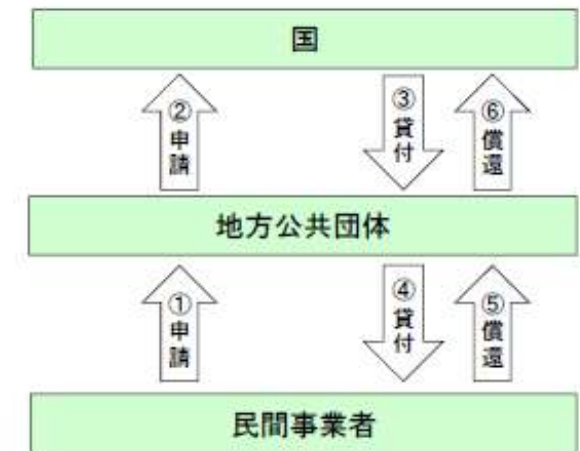 国
②申請
③貸付
⑥償還
地方公共団体
①申請
④貸付
⑤償還
民間事業者